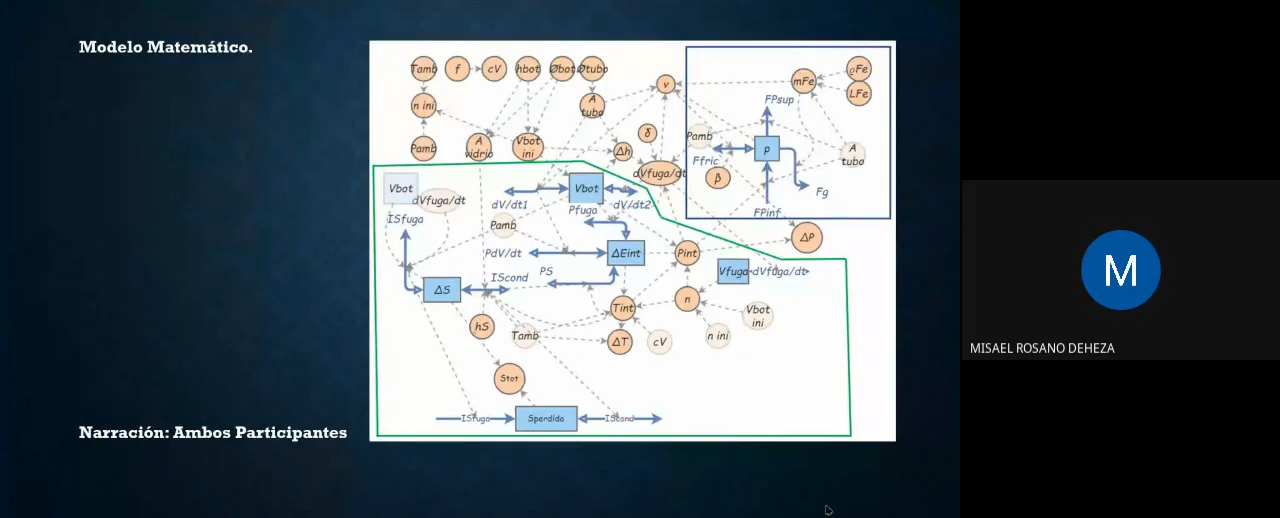 Modelo Matemático.
Tamb
f
cV
hbot
Øbot
Øtubo
n ini
A tubo
v
mFe
ρFe
LFe
FPsup
Pamb
A vidrio
Vbot ini
Δh
δ
Pamb
p
A tubo
Ffric
dVfuga/dt
β
Fg
FPinf
Vbot
dVfuga/dt
Vbot
dV/dt1
dV/dt2
ISfuga
Pfuga
Pamb
ΔP
PdV/dt
ΔEint
Pint
PS
Vfuga
dVfuga/dt
ΔS
IScond
n
Tint
Vbot ini
hS
Tamb
ΔT
cV
n ini
Stot
ISfuga
Sperdida
IScond
Narración: Ambos Participantes
M
MISAEL ROSANO DEHEZA